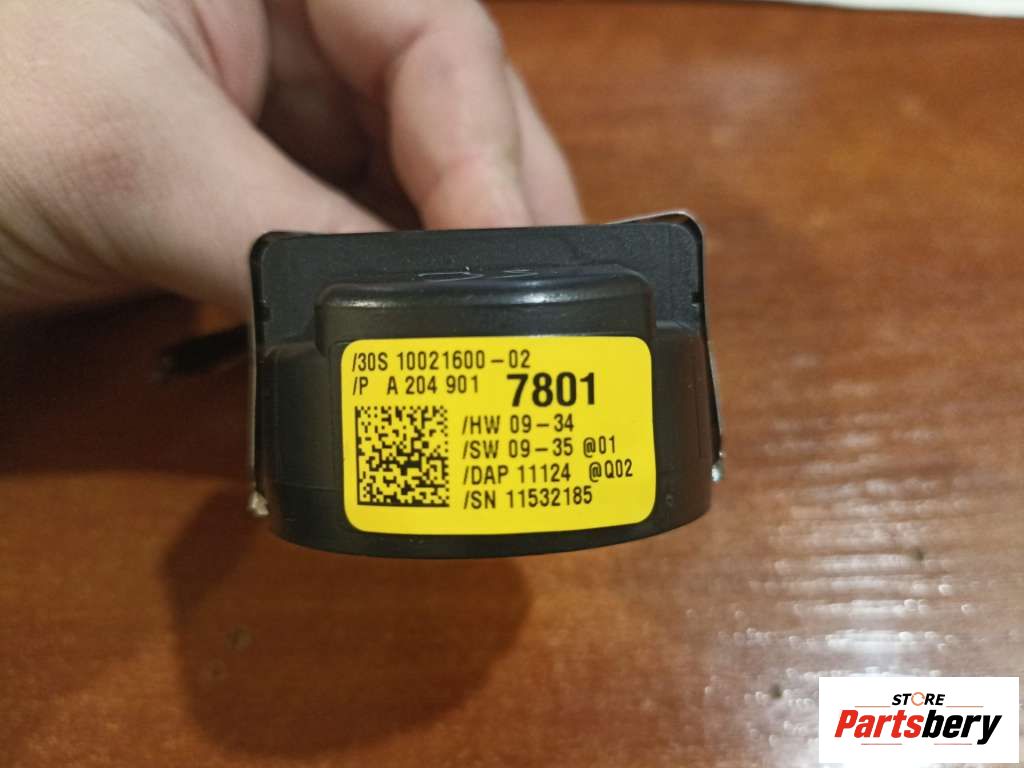 /30S 10021600-02
/P A 204 901 7801
/HW 09-34
/SW 09-35 @01
/DAP 11124 @Q02
/SN 11532185
STORE
Partsbery